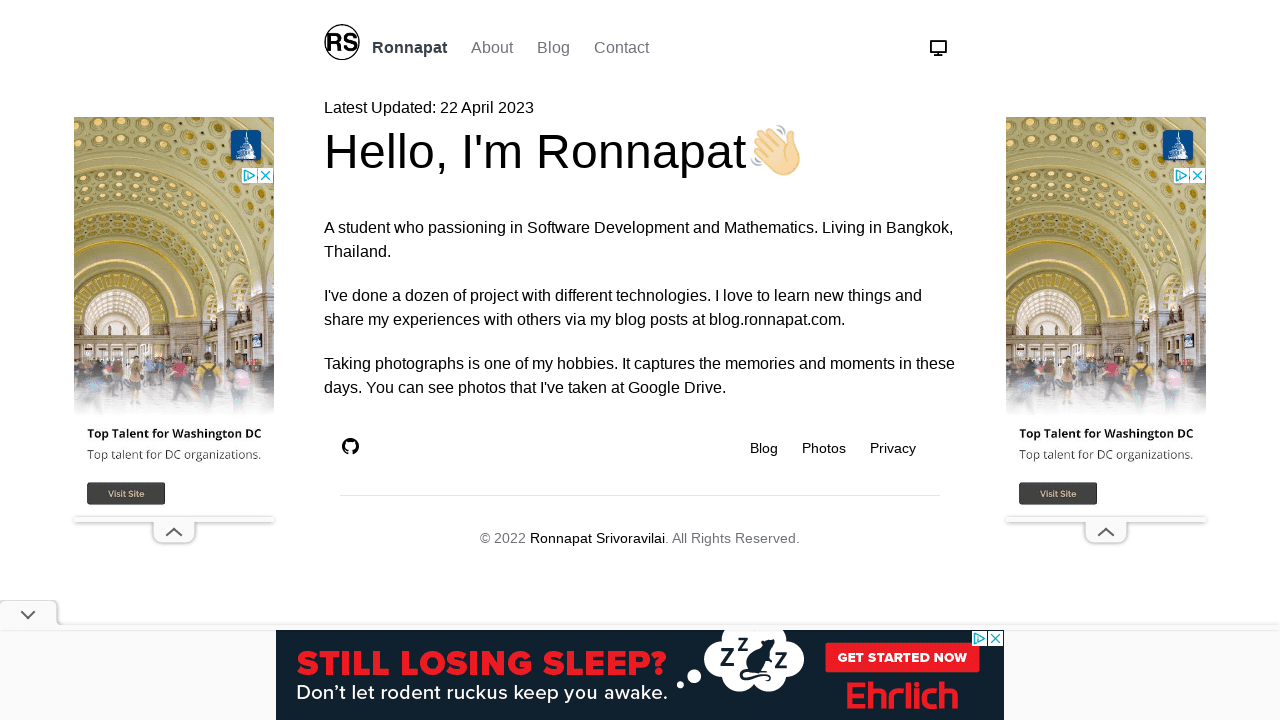 RS Ronnapat About Blog Contact
Latest Updated: 22 April 2023
Hello, I'm Ronnapat
A student who passioning in Software Development and Mathematics. Living in Bangkok,
Thailand.
I've done a dozen of project with different technologies. I love to learn new things and
share my experiences with others via my blog posts at blog.ronnapat.com.
Taking photographs is one of my hobbies. It captures the memories and moments in these
days. You can see photos that I've taken at Google Drive.
Blog Photos Privacy
© 2022 Ronnapat Srivoravilai. All Rights Reserved.
Top Talent for Washington DC
Top talent for DC organizations.
Visit Site
Top Talent for Washington DC
Top talent for DC organizations.
Visit Site
STILL LOSING SLEEP?
Don't let rodent ruckus keep you awake.
Z Z Z
GET STARTED NOW
Ehrlich